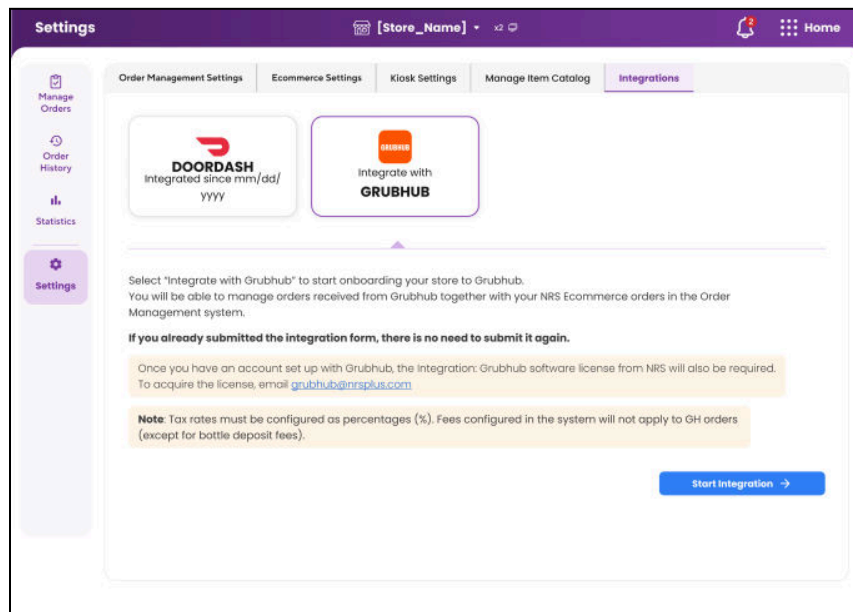 Settings
[Store_Name]
x2
2
Home
Manage
Orders
Order
History
Statistics
Settings
Order Management Settings
Ecommerce Settings
Kiosk Settings
Manage Item Catalog
Integrations
DOORDASH
Integrated since mm/dd/
yyyy
GRUBHUB
Integrate with
GRUBHUB
Select "Integrate with Grubhub" to start onboarding your store to Grubhub.
You will be able to manage orders received from Grubhub together with your NRS Ecommerce orders in the Order
Management system.
If you already submitted the integration form, there is no need to submit it again.
Once you have an account set up with Grubhub, the Integration: Grubhub software license from NRS will also be required.
To acquire the license, email grubhub@nrsplus.com
Note: Tax rates must be configured as percentages (%). Fees configured in the system will not apply to GH orders
(except for bottle deposit fees).
Start Integration →